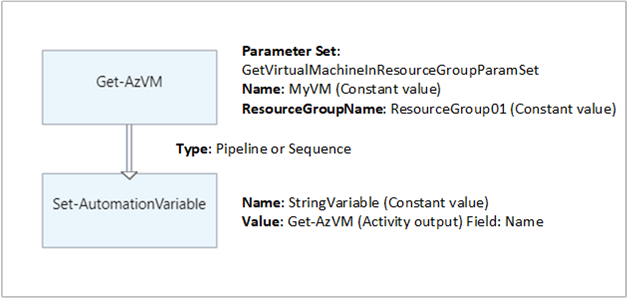 Get-AzVM
Parameter Set:
GetVirtualMachineInResourceGroupParamSet
Name: MyVM (Constant value)
ResourceGroupName: ResourceGroup01 (Constant value)
Type: Pipeline or Sequence
Set-AutomationVariable
Name: StringVariable (Constant value)
Value: Get-AzVM (Activity output) Field: Name